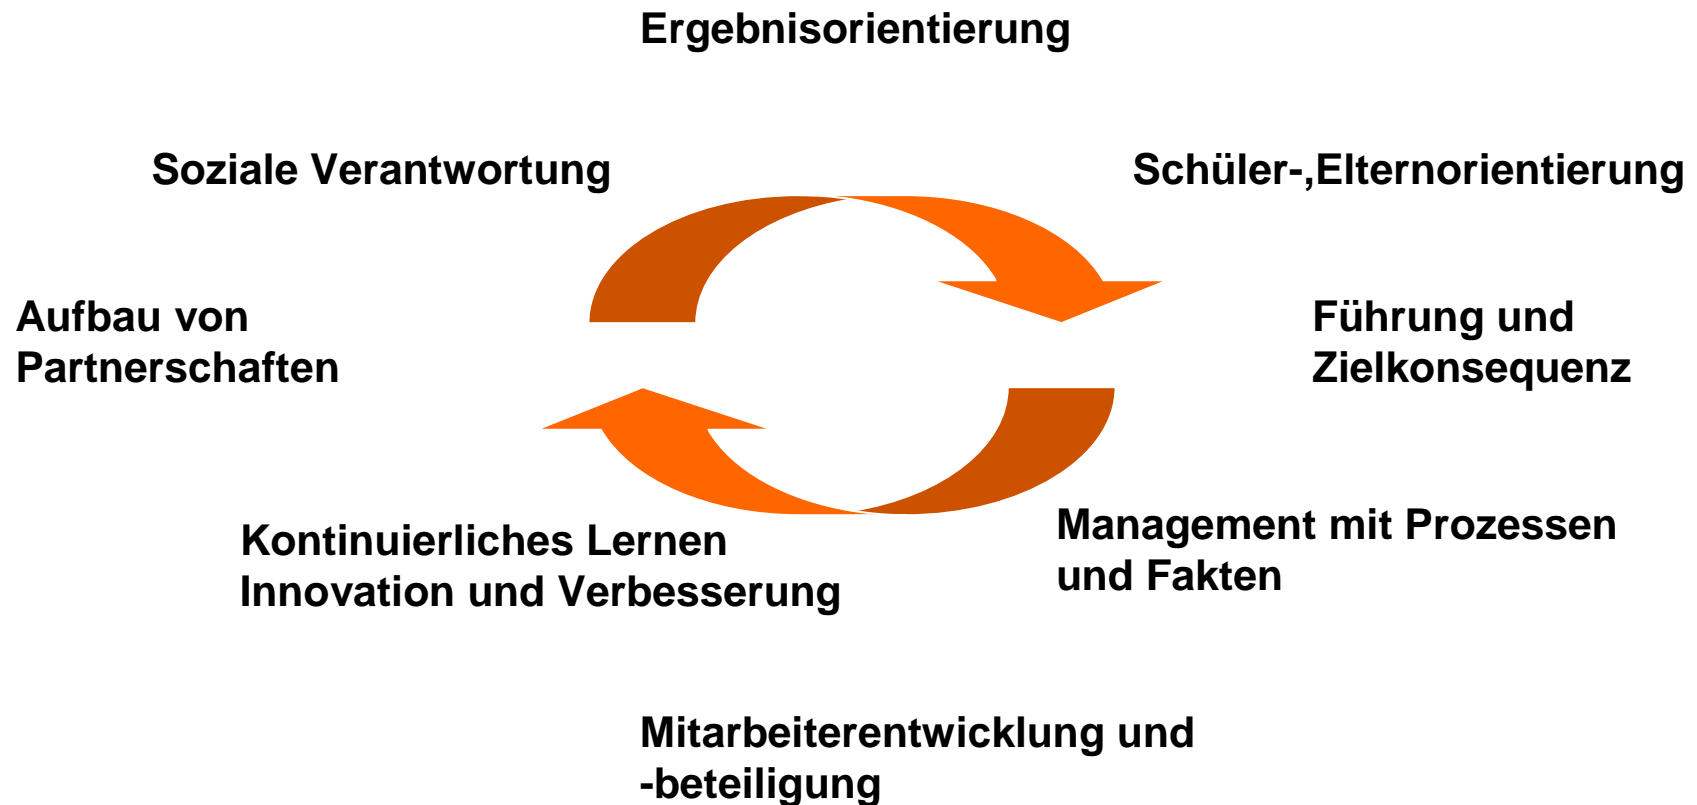 Ergebnisorientierung
Soziale Verantwortung
Schüler-,Elternorientierung
Aufbau von
Partnerschaften
Führung und
Zielkonsequenz
Kontinuierliches Lernen
Innovation und Verbesserung
Management mit Prozessen
und Fakten
Mitarbeiterentwicklung und
-beteiligung